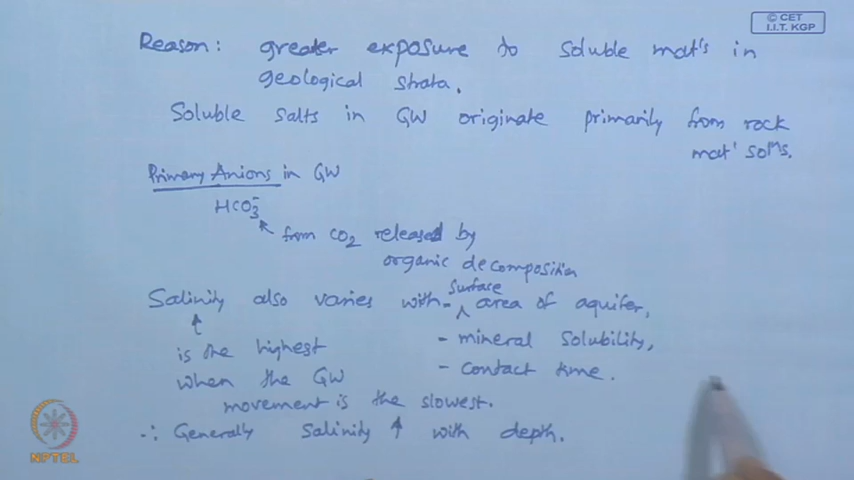 © CET
I.I.T. KGP
Reason: greater exposure to soluble mat's in
geological strata.
Soluble salts in GW originate primarily from rock
mat' solⁿs.
Primary Anions in GW
HCO₃⁻
from CO₂ released by
organic decomposition
Salinity also varies with - surface area of aquifer,
- mineral solubility,
- contact time.
↑
is the highest
when the GW
movement is the slowest.
∴ Generally Salinity ↑ with depth.
NPTEL